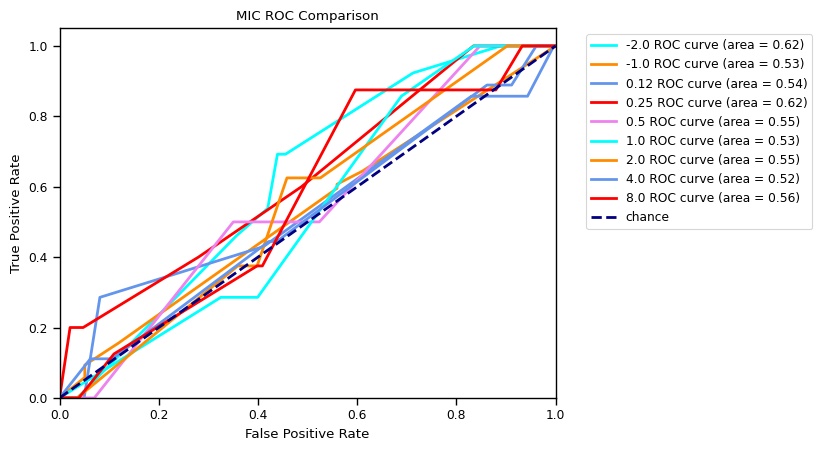 MIC ROC Comparison
True Positive Rate
1.0
0.8
0.6
0.4
0.2
0.0
0.0 0.2 0.4 0.6 0.8 1.0
False Positive Rate
-2.0 ROC curve (area = 0.62)
-1.0 ROC curve (area = 0.53)
0.12 ROC curve (area = 0.54)
0.25 ROC curve (area = 0.62)
0.5 ROC curve (area = 0.55)
1.0 ROC curve (area = 0.53)
2.0 ROC curve (area = 0.55)
4.0 ROC curve (area = 0.52)
8.0 ROC curve (area = 0.56)
chance